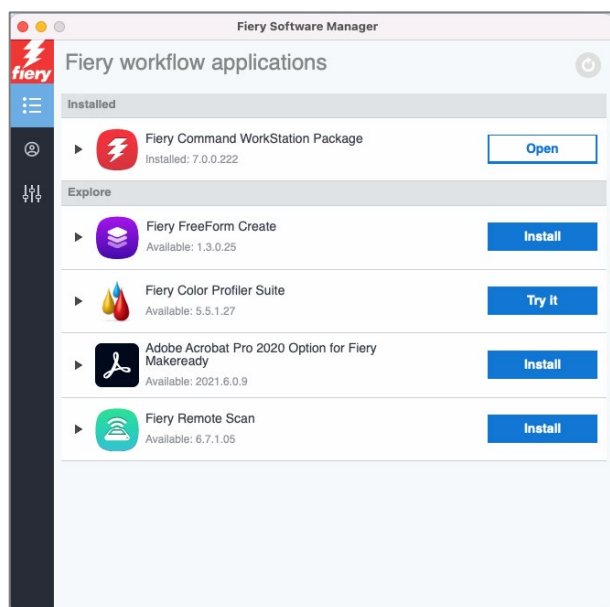 Fiery Software Manager
fiery
Fiery workflow applications
Installed
Fiery Command WorkStation Package
Installed: 7.0.0.222
Open
Explore
Fiery FreeForm Create
Available: 1.3.0.25
Install
Fiery Color Profiler Suite
Available: 5.5.1.27
Try it
Adobe Acrobat Pro 2020 Option for Fiery
Makeready
Available: 2021.6.0.9
Install
Fiery Remote Scan
Available: 6.7.1.05
Install